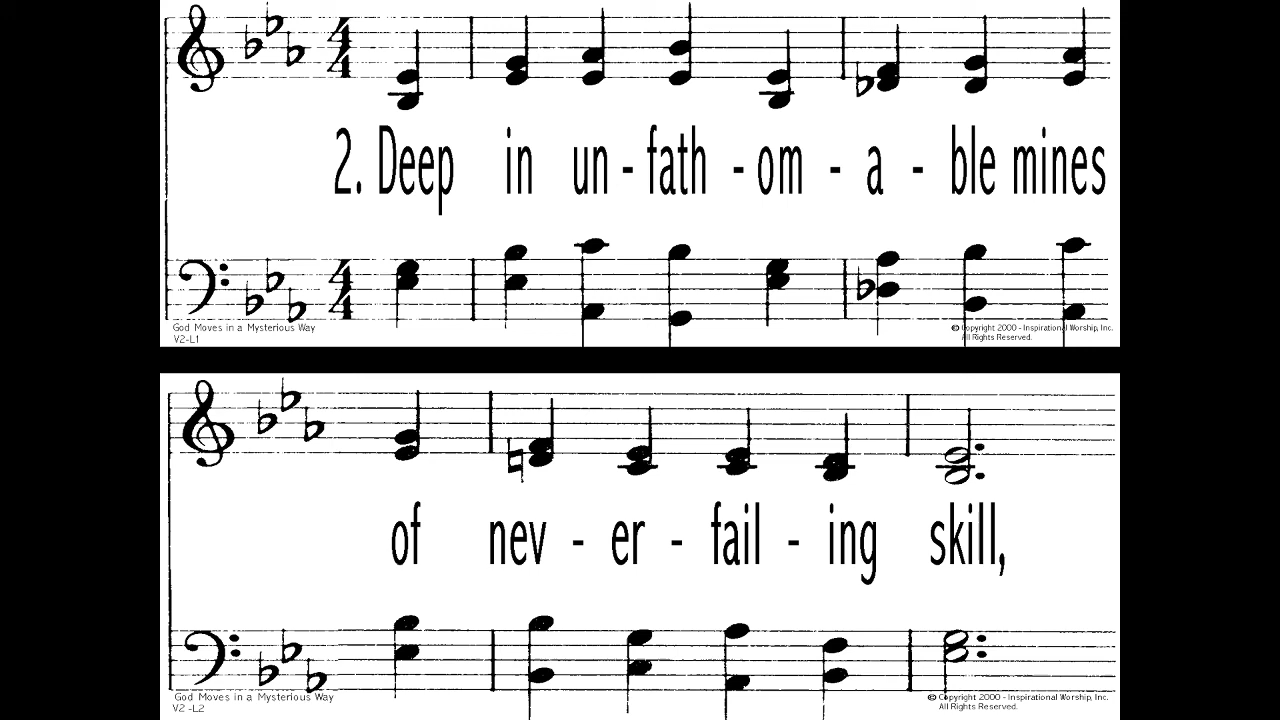 2. Deep in un - fath - om - a - ble mines
God Moves in a Mysterious Way
V2-L1
© Copyright 2000 - Inspirational Worship, Inc.
All Rights Reserved.
of nev - er - fail - ing skill,
God Moves in a Mysterious Way
V2 -L2
© Copyright 2000 - Inspirational Worship, Inc.
All Rights Reserved.